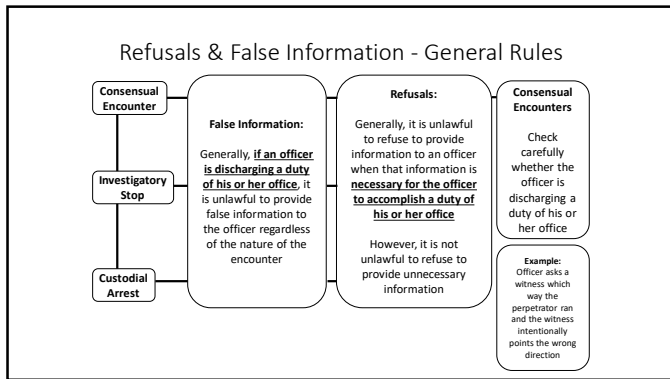 Refusals & False Information - General Rules
Consensual
Encounter
Investigatory
Stop
Custodial
Arrest
False Information:
Generally, if an officer
is discharging a duty
of his or her office, it
is unlawful to provide
false information to
the officer regardless
of the nature of the
encounter
Refusals:
Generally, it is unlawful
to refuse to provide
information to an officer
when that information is
necessary for the officer
to accomplish a duty of
his or her office
However, it is not
unlawful to refuse to
provide unnecessary
information
Consensual
Encounters
Check
carefully
whether the
officer is
discharging a
duty of his or
her office
Example:
Officer asks a
witness which
way the
perpetrator ran
and the witness
intentionally
points the wrong
direction